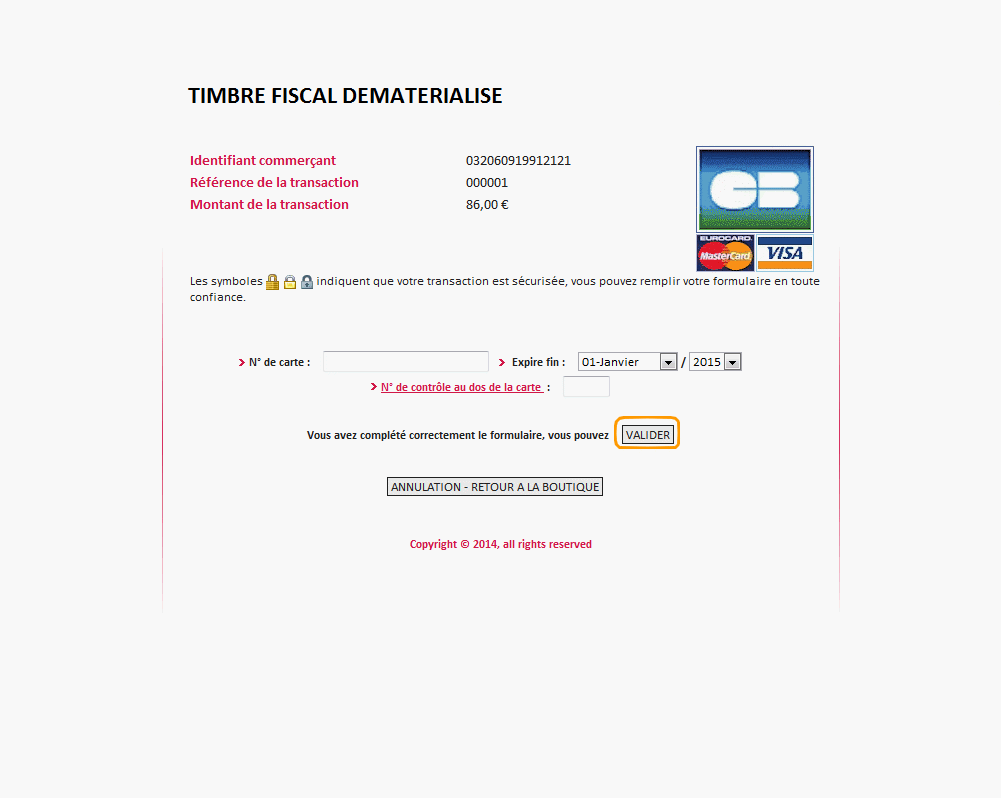 TIMBRE FISCAL DEMATERIALISE
Identifiant commerçant 032060919912121
Référence de la transaction 000001
Montant de la transaction 86,00 €
CB
EUROCARD
MasterCard VISA
Les symboles indiquent que votre transaction est sécurisée, vous pouvez remplir votre formulaire en toute
confiance.
N° de carte : Expire fin : 01-Janvier / 2015
N° de contrôle au dos de la carte :
Vous avez complété correctement le formulaire, vous pouvez VALIDER
ANNULATION - RETOUR A LA BOUTIQUE
Copyright © 2014, all rights reserved